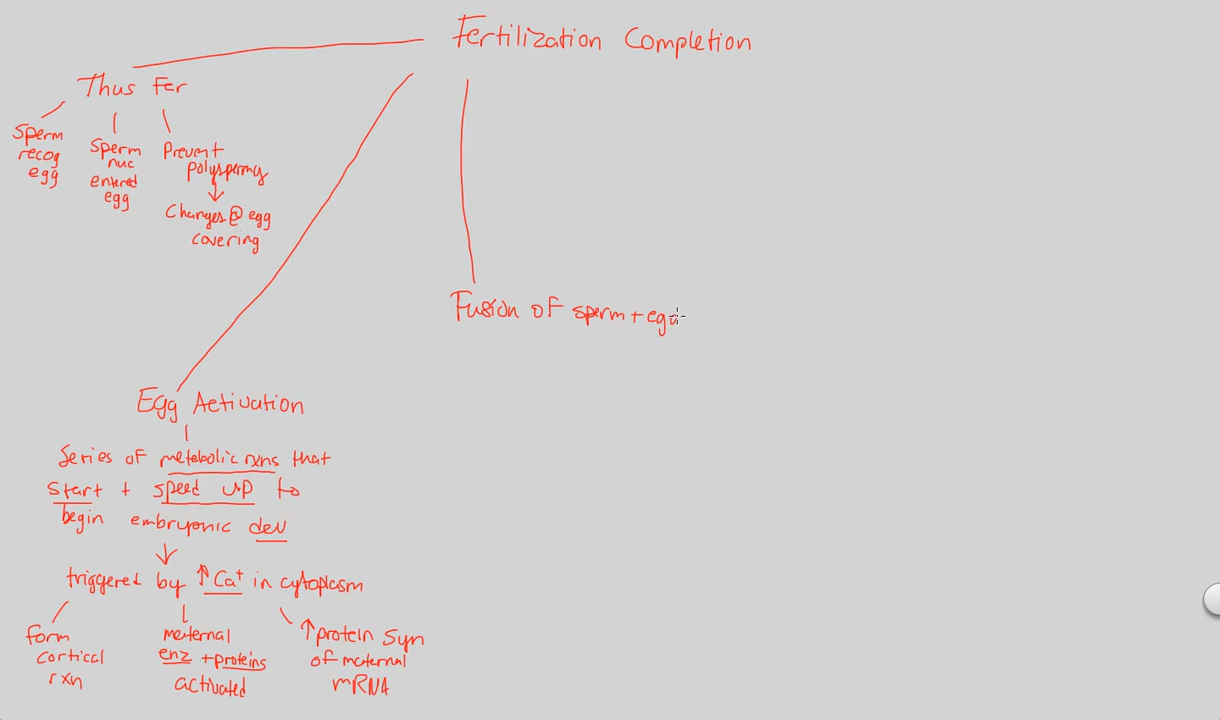 Fertilization Completion
Thus Fer
Sperm
recog
egg
Sperm
nuc
entered
egg
Prevent
polyspermy
↓
Changes@egg
covering
Fusion of sperm + egg
Egg Activation
Series of metabolic rxns that
start + speed up to
begin embryonic dev
↓
triggered by ↑ Ca+ in cytoplasm
form
cortical
rxn
maternal
enz + proteins
activated
↑ protein syn
of maternal
mRNA